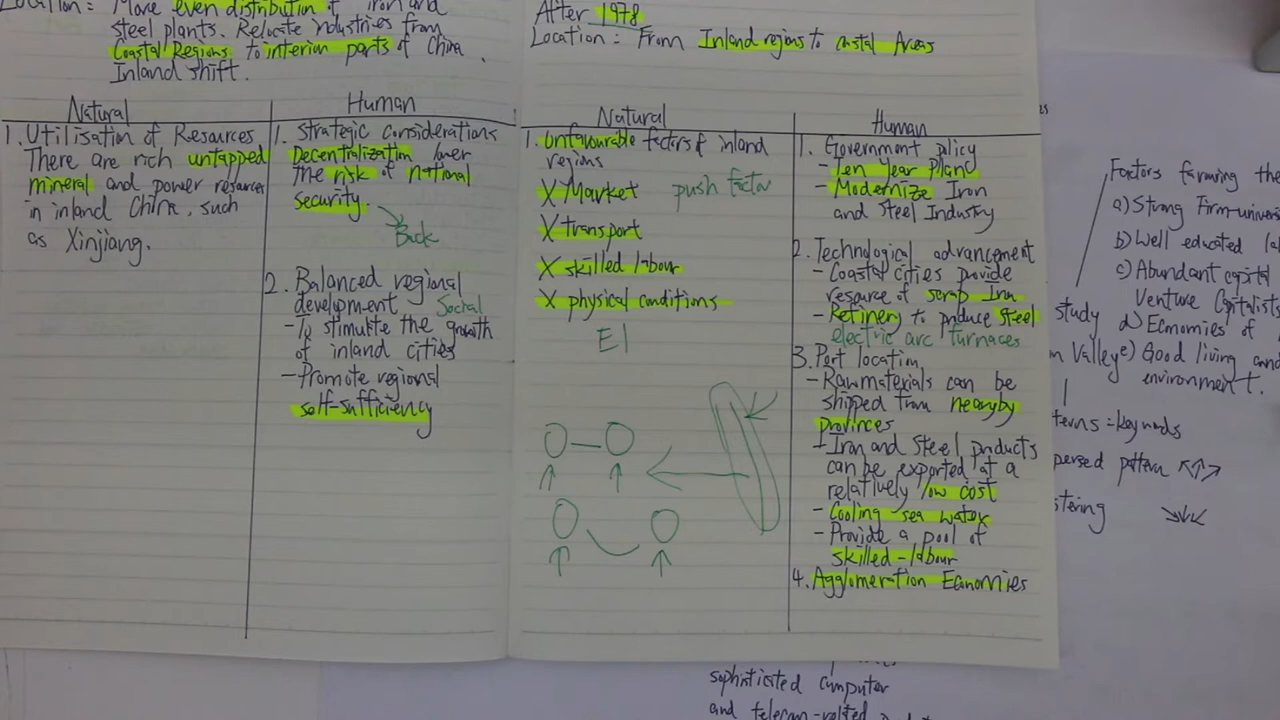 Location: More even distribution of iron and
steel plants. Relocate industries from
Coastal Regions to interior parts of China.
Inland shift.
Natural
Human
1. Utilisation of Resources
There are rich untapped
mineral and power resources
in inland China, such
as Xinjiang.
1. Strategic considerations
Decentralization lower
the risk of national
security.
Back
2. Balanced regional
development Social
- To stimulate the growth
of inland cities
- Promote regional
self-sufficiency
After 1978
Location: From Inland regions to coastal Areas
Natural
Human
1. Unfavourable factors of inland
regions
X Market push factor
X transport
X skilled labour
X physical conditions
1. Government policy
- Ten Year Plan
- Modernize Iron
and Steel Industry
2. Technological advancement
- Coastal cities provide
resource of scrap Iron
- Refinery to produce steel
electric arc furnaces
3. Port location
- Raw materials can be
shipped from nearyby
provinces
- Iron and steel products
can be exported at a
relatively low cost
- Cooling sea water
- Provide a pool of
skilled-labour
4. Agglomeration Economies
Factors forming the
a) Strong Firm-univers
b) Well educated
c) Abundant capital
Venture Capitalists
study d) Economies of
Valley e) Good living and
environment.
terms = keywords
persed pattern
stering
sophisticated computer
and telecom-related